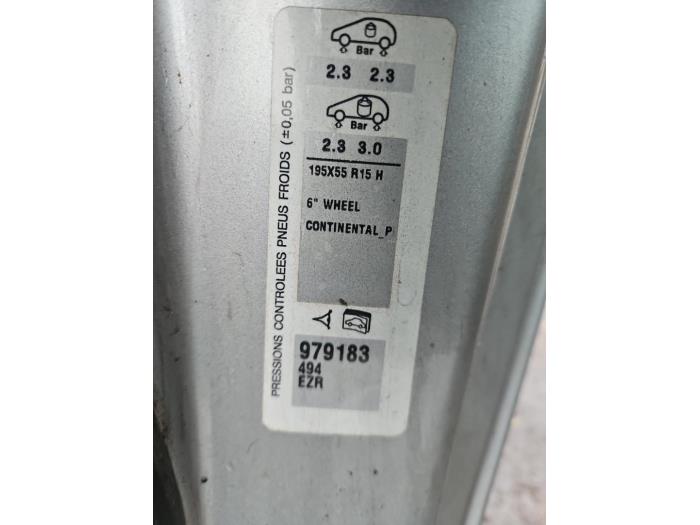 Bar
2.3 2.3
Bar
2.3 3.0
195X55 R15 H
6" WHEEL
CONTINENTAL_P
979183
494
EZR
PRESSIONS CONTROLEES PNEUS FROIDS (±0,05 bar)